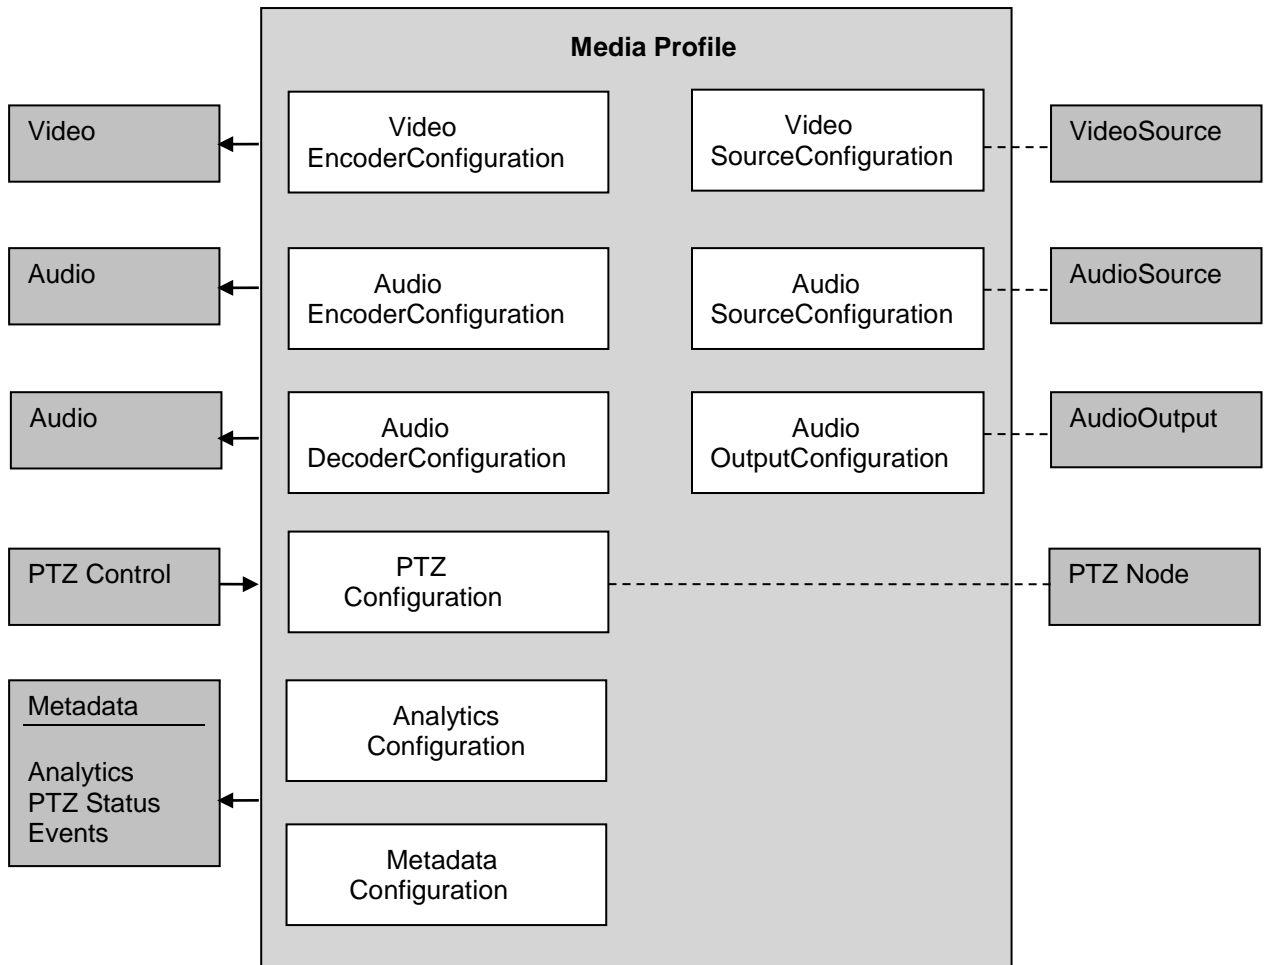 Media Profile
Video
Video
EncoderConfiguration
Video
SourceConfiguration
VideoSource
Audio
Audio
EncoderConfiguration
Audio
SourceConfiguration
AudioSource
Audio
Audio
DecoderConfiguration
Audio
OutputConfiguration
AudioOutput
PTZ Control
PTZ
Configuration
PTZ Node
Metadata
Analytics
PTZ Status
Events
Analytics
Configuration
Metadata
Configuration